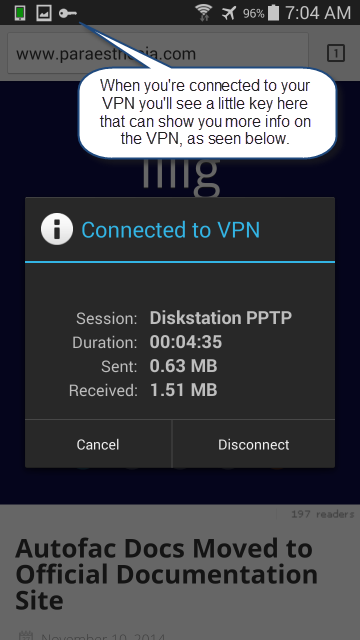 96% 7:04 AM
www.paraesthesia.com
1
When you're connected to your
VPN you'll see a little key here
that can show you more info on
the VPN, as seen below.
Connected to VPN
Session: Diskstation PPTP
Duration: 00:04:35
Sent: 0.63 MB
Received: 1.51 MB
Cancel Disconnect
197 readers
Autofac Docs Moved to
Official Documentation
Site
November 10, 2014